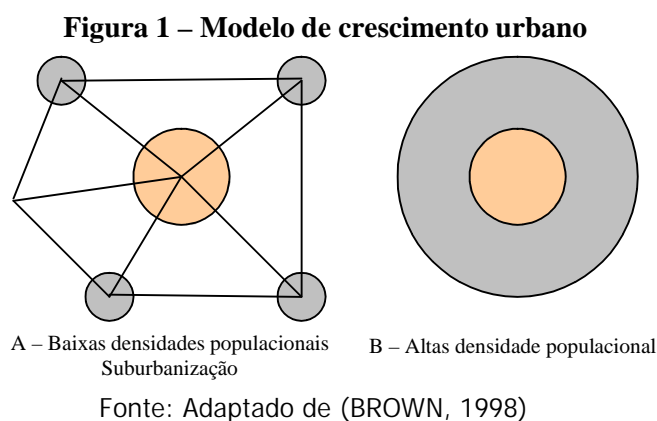 Figura 1 – Modelo de crescimento urbano
A – Baixas densidades populacionais
Suburbanização
B – Altas densidade populacional
Fonte: Adaptado de (BROWN, 1998)